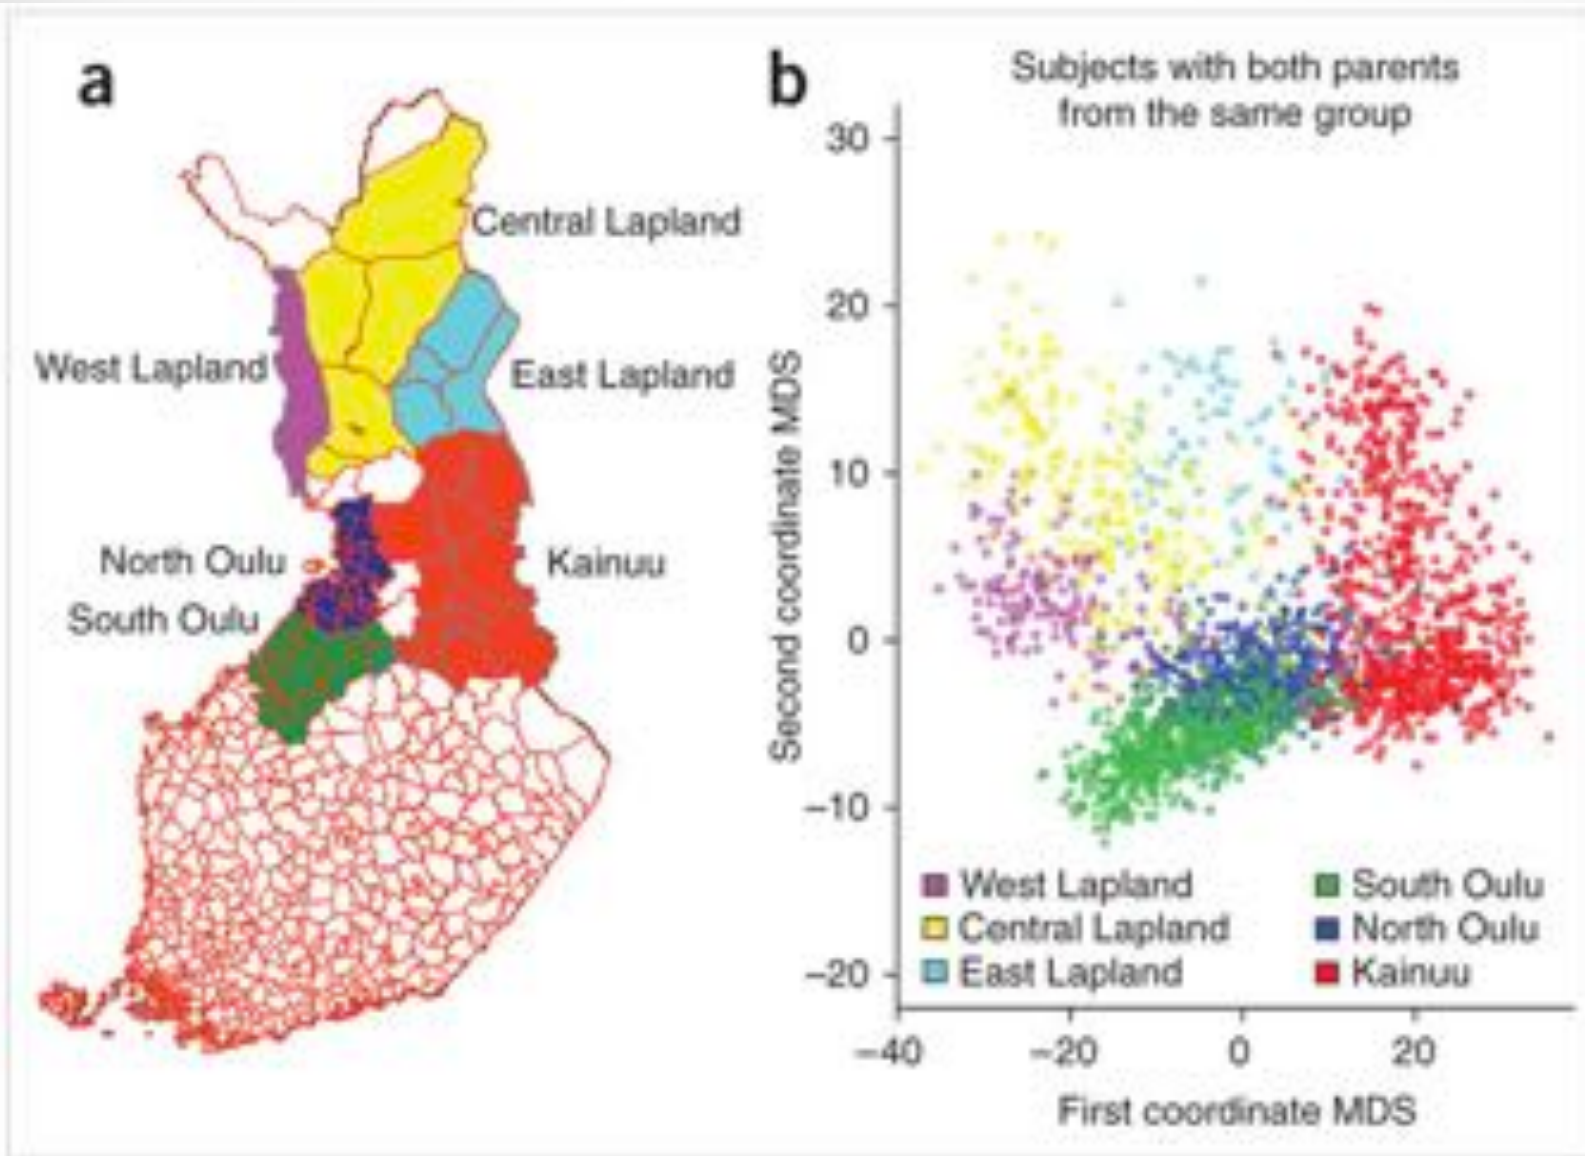 a
Central Lapland
West Lapland
East Lapland
North Oulu
Kainuu
South Oulu
b
Subjects with both parents
from the same group
Second coordinate MDS
30
20
10
0
−10
−20
West Lapland
Central Lapland
East Lapland
South Oulu
North Oulu
Kainuu
−40
−20
0
20
First coordinate MDS